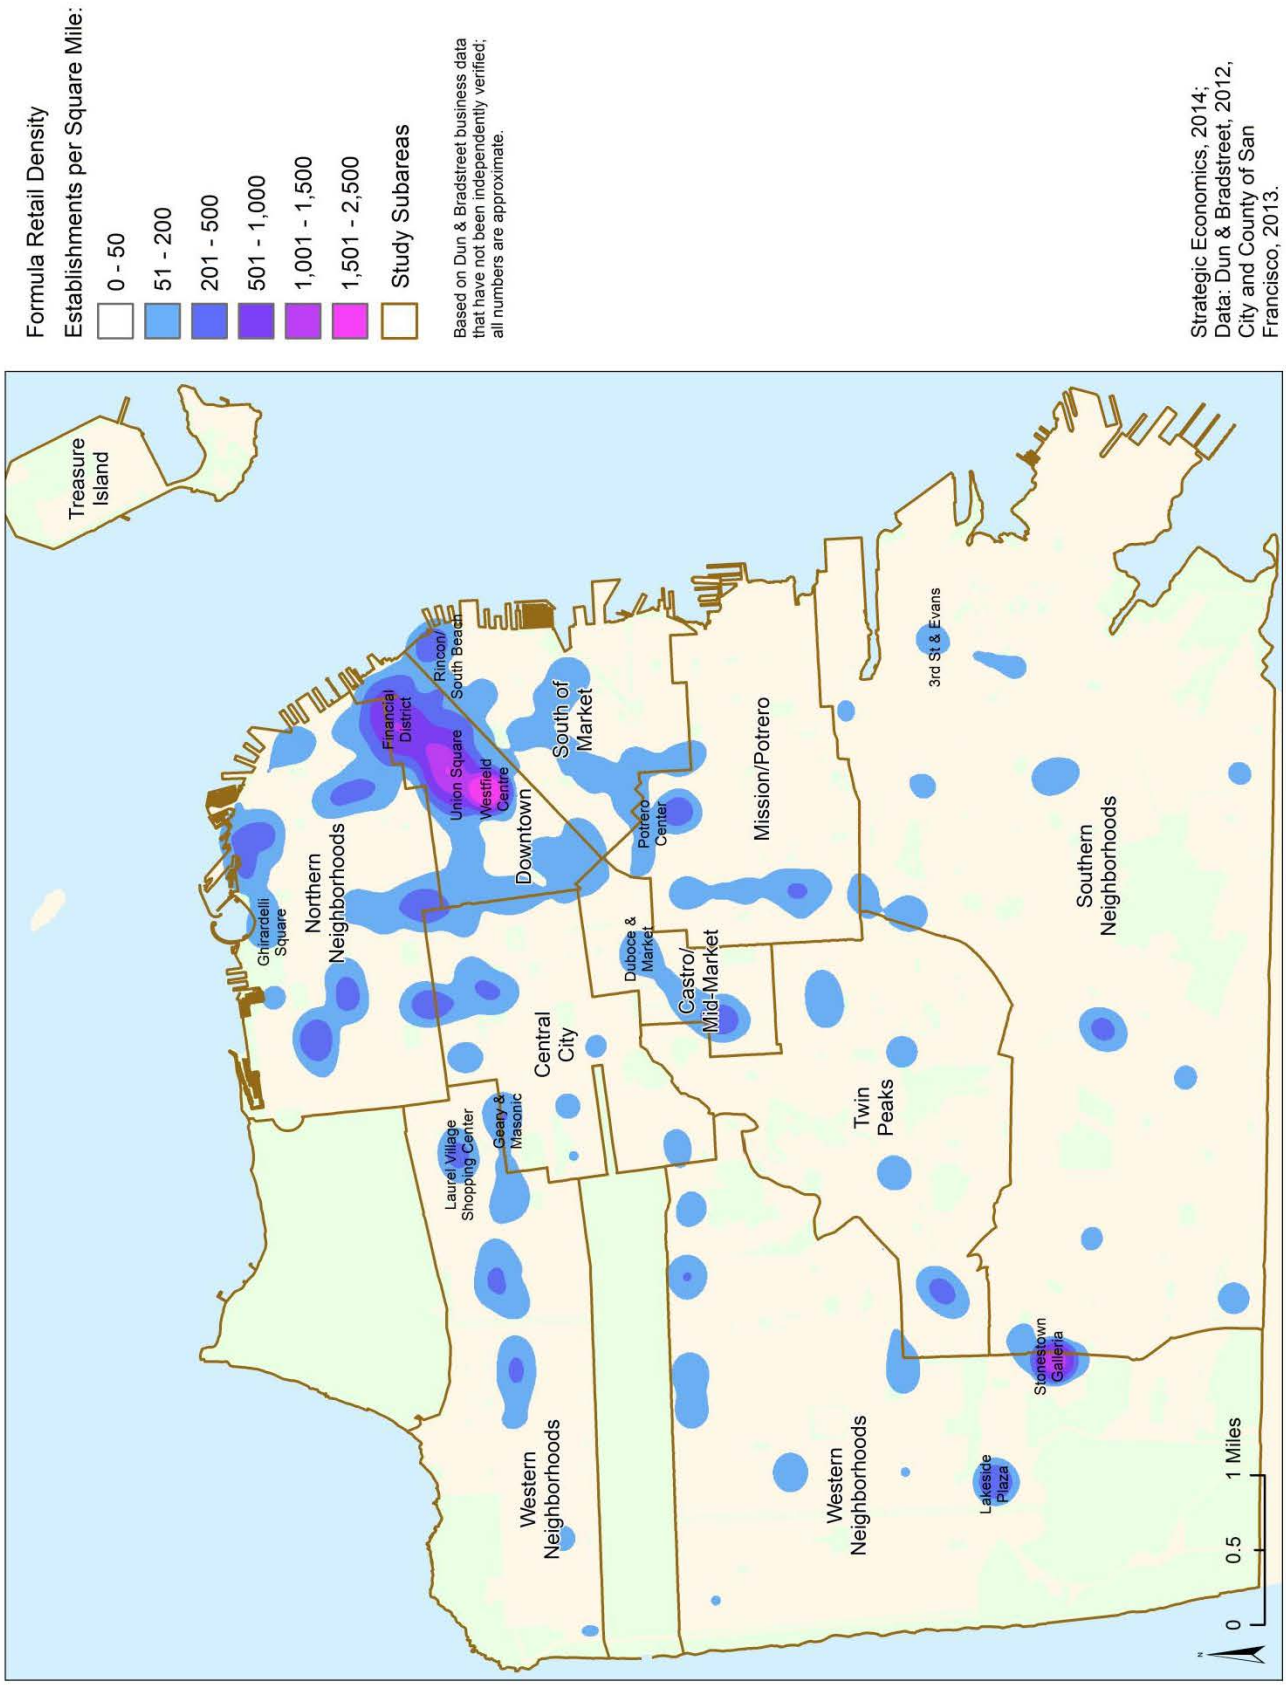 Formula Retail Density
Establishments per Square Mile:
0 - 50
51 - 200
201 - 500
501 - 1,000
1,001 - 1,500
1,501 - 2,500
Study Subareas
Based on Dun & Bradstreet business data
that have not been independently verified;
all numbers are approximate.
Strategic Economics, 2014;
Data: Dun & Bradstreet, 2012,
City and County of San
Francisco, 2013.
Treasure
Island
Ghirardelli
Square
Northern
Neighborhoods
Financial
District
Rincon/
South Beach
Union Square
Westfield
Centre
Downtown
South of
Market
Laurel Village
Shopping Center
Geary &
Masonic
Central
City
Duboce &
Market
Potrero
Center
Castro/
Mid-Market
Mission/Potrero
Western
Neighborhoods
Twin
Peaks
Western
Neighborhoods
3rd St & Evans
Lakeside
Plaza
Stonestown
Galleria
Southern
Neighborhoods
N
0 0.5 1 Miles